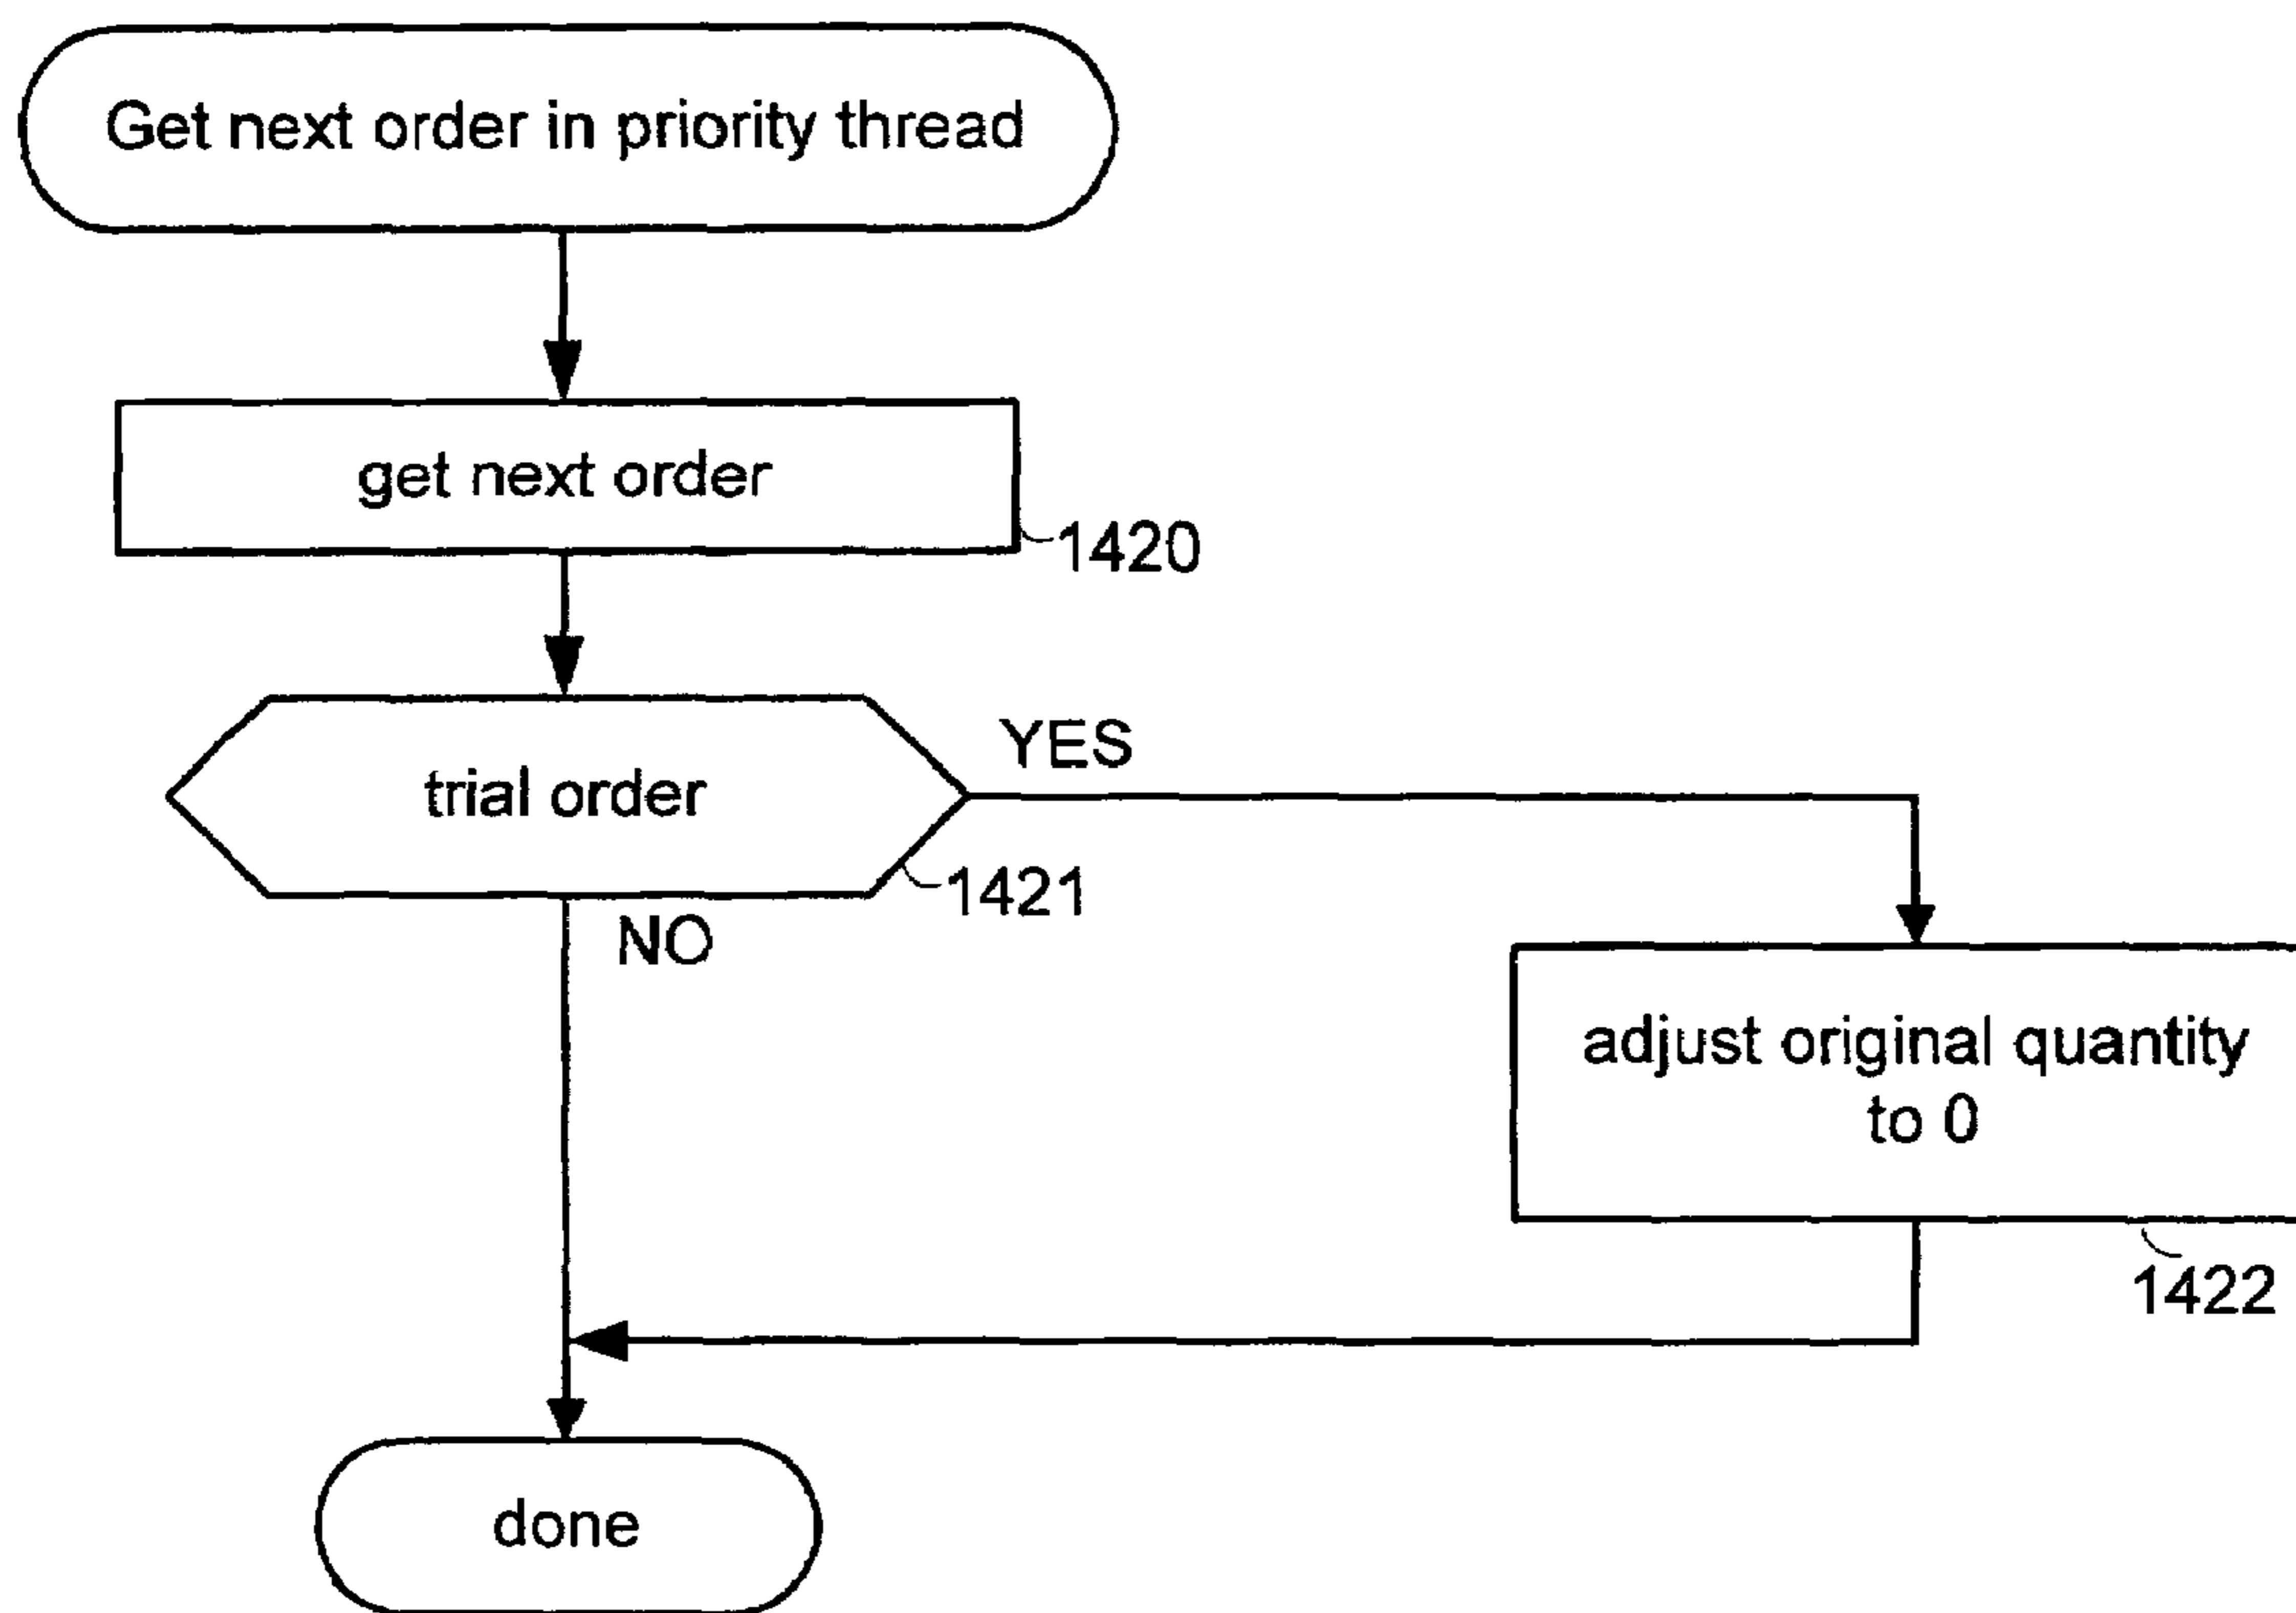 Get next order in priority thread
get next order
1420
trial order
YES
1421
NO
adjust original quantity
to 0
1422
done